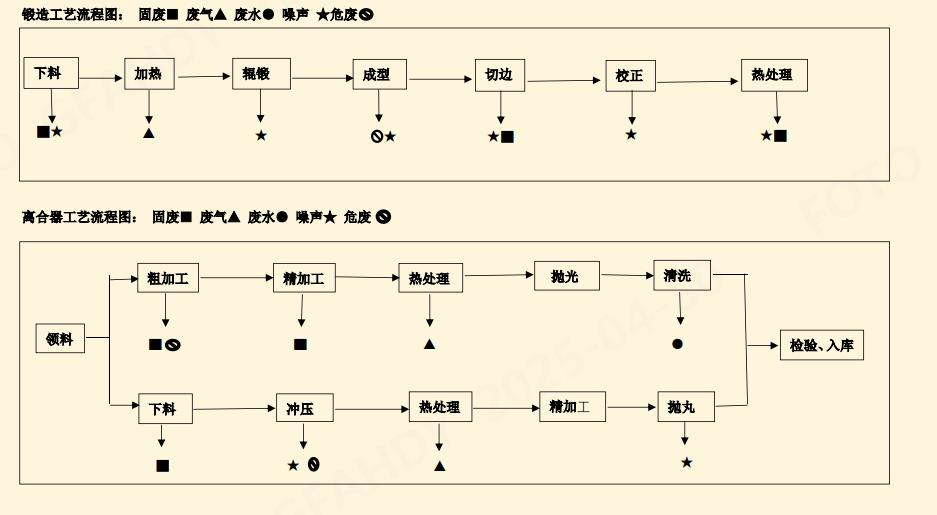 锻造工艺流程图： 固废■ 废气▲ 废水● 噪声 ★危废🛇
下料 加热 辊锻 成型 切边 校正 热处理
■★ ▲ ★ 🛇★ ★■ ★ ★■
离合器工艺流程图： 固废■ 废气▲ 废水● 噪声★ 危废🛇
粗加工 精加工 热处理 抛光 清洗
■🛇 ■ ▲ ●
领料
检验、入库
下料 冲压 热处理 精加工 抛丸
■ ★ 🛇 ▲ ★